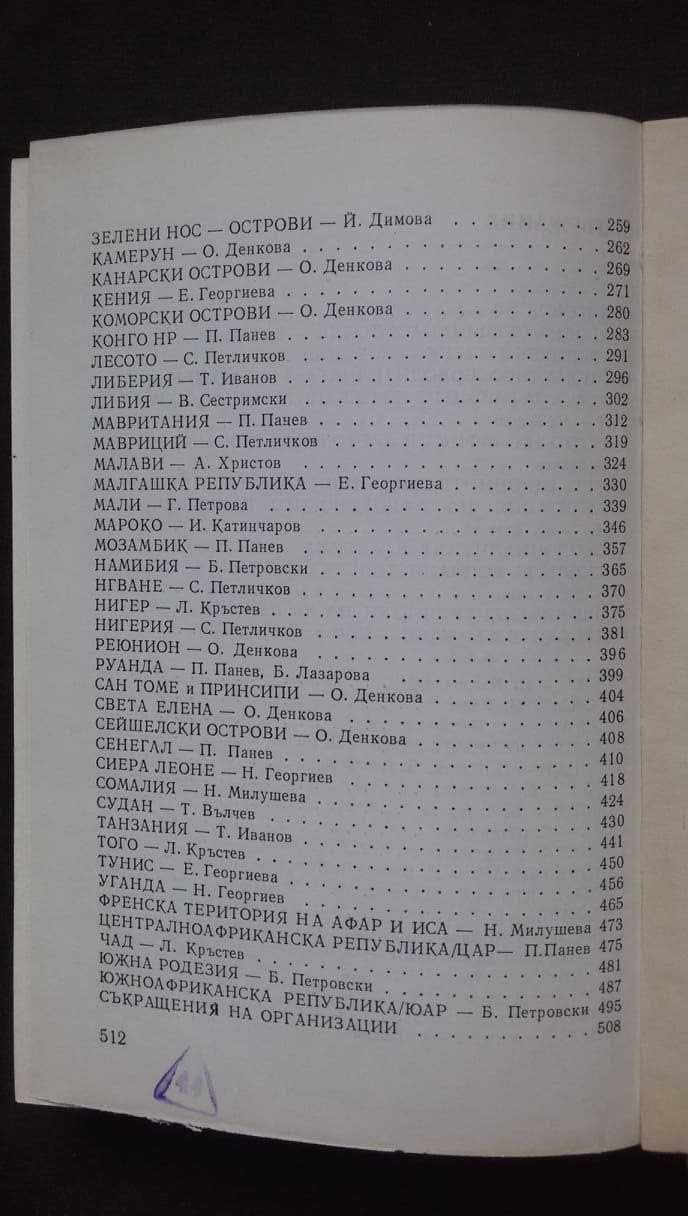 ЗЕЛЕНИ НОС — ОСТРОВИ — Й. Димова . . . . . . . . . 259
КАМЕРУН — О. Денкова . . . . . . . . . . . . . . . . 262
КАНАРСКИ ОСТРОВИ — О. Денкова . . . . . . . . . . 269
КЕНИЯ — Е. Георгиева . . . . . . . . . . . . . . . . 271
КОМОРСКИ ОСТРОВИ — О. Денкова . . . . . . . . . . 280
КОНГО НР — П. Панев . . . . . . . . . . . . . . . . 283
ЛЕСОТО — С. Петличков . . . . . . . . . . . . . . . . 291
ЛИБЕРИЯ — Т. Иванов . . . . . . . . . . . . . . . . 296
ЛИБИЯ — В. Сестримски . . . . . . . . . . . . . . . . 302
МАВРИТАНИЯ — П. Панев . . . . . . . . . . . . . . . 312
МАВРИЦИЙ — С. Петличков . . . . . . . . . . . . . . 319
МАЛАВИ — А. Христов . . . . . . . . . . . . . . . . 324
МАЛГАШКА РЕПУБЛИКА — Е. Георгиева . . . . . . . . 330
МАЛИ — Г. Петрова . . . . . . . . . . . . . . . . . 339
МАРОКО — И. Катинчаров . . . . . . . . . . . . . . . 346
МОЗАМБИК — П. Панев . . . . . . . . . . . . . . . . 357
НАМИБИЯ — Б. Петровски . . . . . . . . . . . . . . . 365
НГВАНЕ — С. Петличков . . . . . . . . . . . . . . . 370
НИГЕР — Л. Кръстев . . . . . . . . . . . . . . . . . 375
НИГЕРИЯ — С. Петличков . . . . . . . . . . . . . . . 381
РЕЮНИОН — О. Денкова . . . . . . . . . . . . . . . 396
РУАНДА — П. Панев, Б. Лазарова . . . . . . . . . . . 399
САН ТОМЕ и ПРИНСИПИ — О. Денкова . . . . . . . . . 404
СВЕТА ЕЛЕНА — О. Денкова . . . . . . . . . . . . . 406
СЕЙШЕЛСКИ ОСТРОВИ — О. Денкова . . . . . . . . . . 408
СЕНЕГАЛ — П. Панев . . . . . . . . . . . . . . . . 410
СИЕРА ЛЕОНЕ — Н. Георгиев . . . . . . . . . . . . . 418
СОМАЛИЯ — Н. Милушева . . . . . . . . . . . . . . . 424
СУДАН — Т. Вълчев . . . . . . . . . . . . . . . . . 430
ТАНЗАНИЯ — Т. Иванов . . . . . . . . . . . . . . . . 441
ТОГО — Л. Кръстев . . . . . . . . . . . . . . . . . 450
ТУНИС — Е. Георгиева . . . . . . . . . . . . . . . . 456
УГАНДА — Н. Георгиев . . . . . . . . . . . . . . . . 465
ФРЕНСКА ТЕРИТОРИЯ НА АФАР И ИСА — Н. Милушева 473
ЦЕНТРАЛНОАФРИКАНСКА РЕПУБЛИКА/ЦАР— П.Панев 475
ЧАД — Л. Кръстев . . . . . . . . . . . . . . . . . 481
ЮЖНА РОДЕЗИЯ — Б. Петровски . . . . . . . . . . . . 487
ЮЖНОАФРИКАНСКА РЕПУБЛИКА/ЮАР — Б. Петровски 495
СЪКРАЩЕНИЯ НА ОРГАНИЗАЦИИ . . . . . . . . . . . 508
512